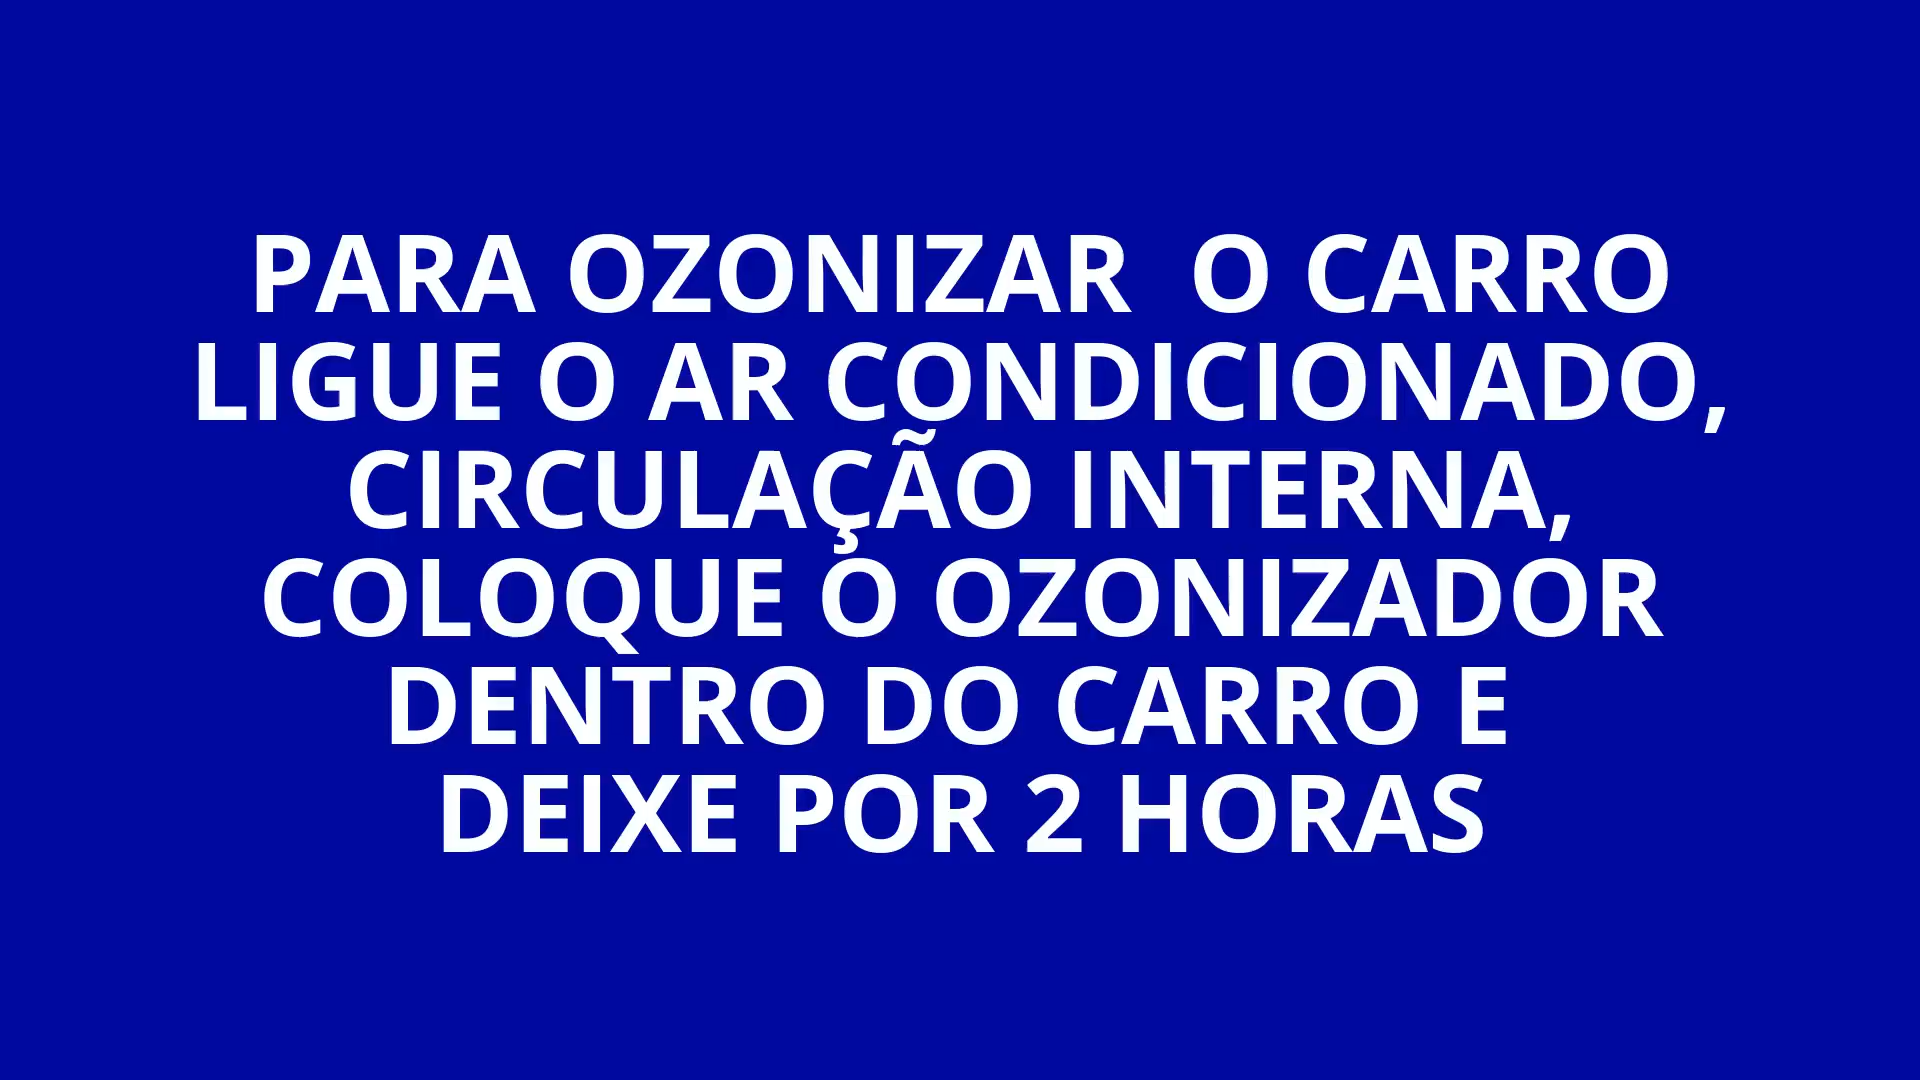 PARA OZONIZAR  O CARRO
LIGUE O AR CONDICIONADO,
CIRCULAÇÃO INTERNA,
COLOQUE O OZONIZADOR
DENTRO DO CARRO E
DEIXE POR 2 HORAS